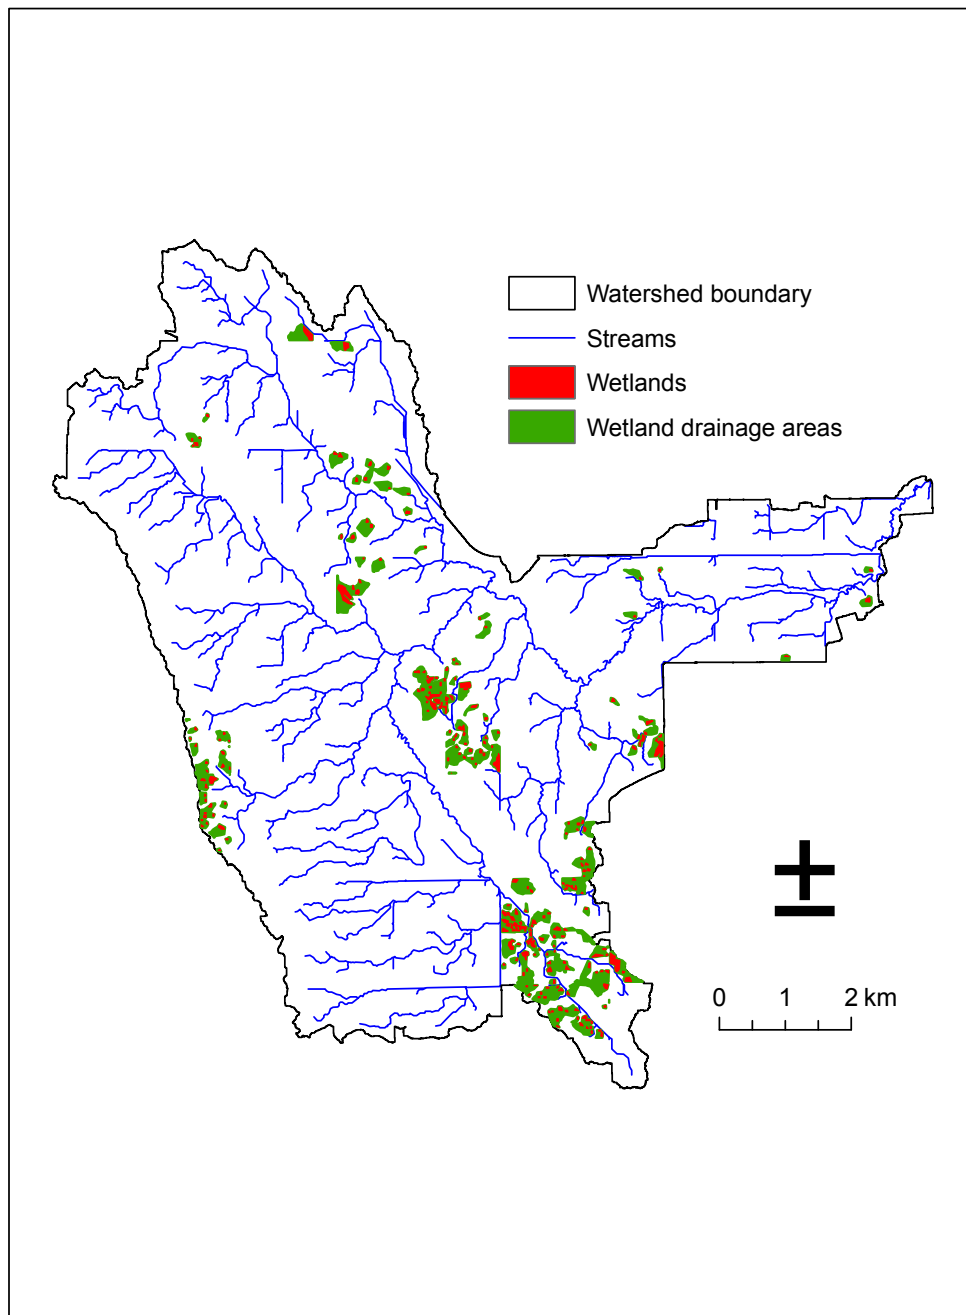 Watershed boundary
Streams
Wetlands
Wetland drainage areas
±
0 1 2 km